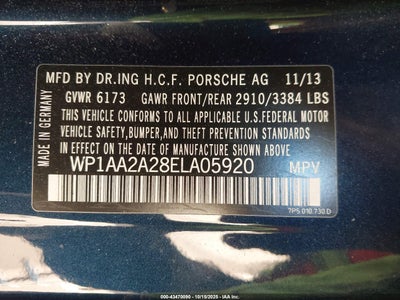 MFD BY DR.ING H.C.F. PORSCHE AG 11/13
GVWR 6173 GAWR FRONT/REAR 2910/3384 LBS
THIS VEHICLE CONFORMS TO ALL APPLICABLE U.S.FEDERAL MOTOR
VEHICLE SAFETY,BUMPER,AND THEFT PREVENTION STANDARDS IN
EFFECT ON THE DATE OF MANUFACTURE SHOWN ABOVE
WP1AA2A28ELA05920 MPV
MADE IN GERMANY
7P5.010.730 D
000-43470090 - 10/15/2025 - IAA Inc.